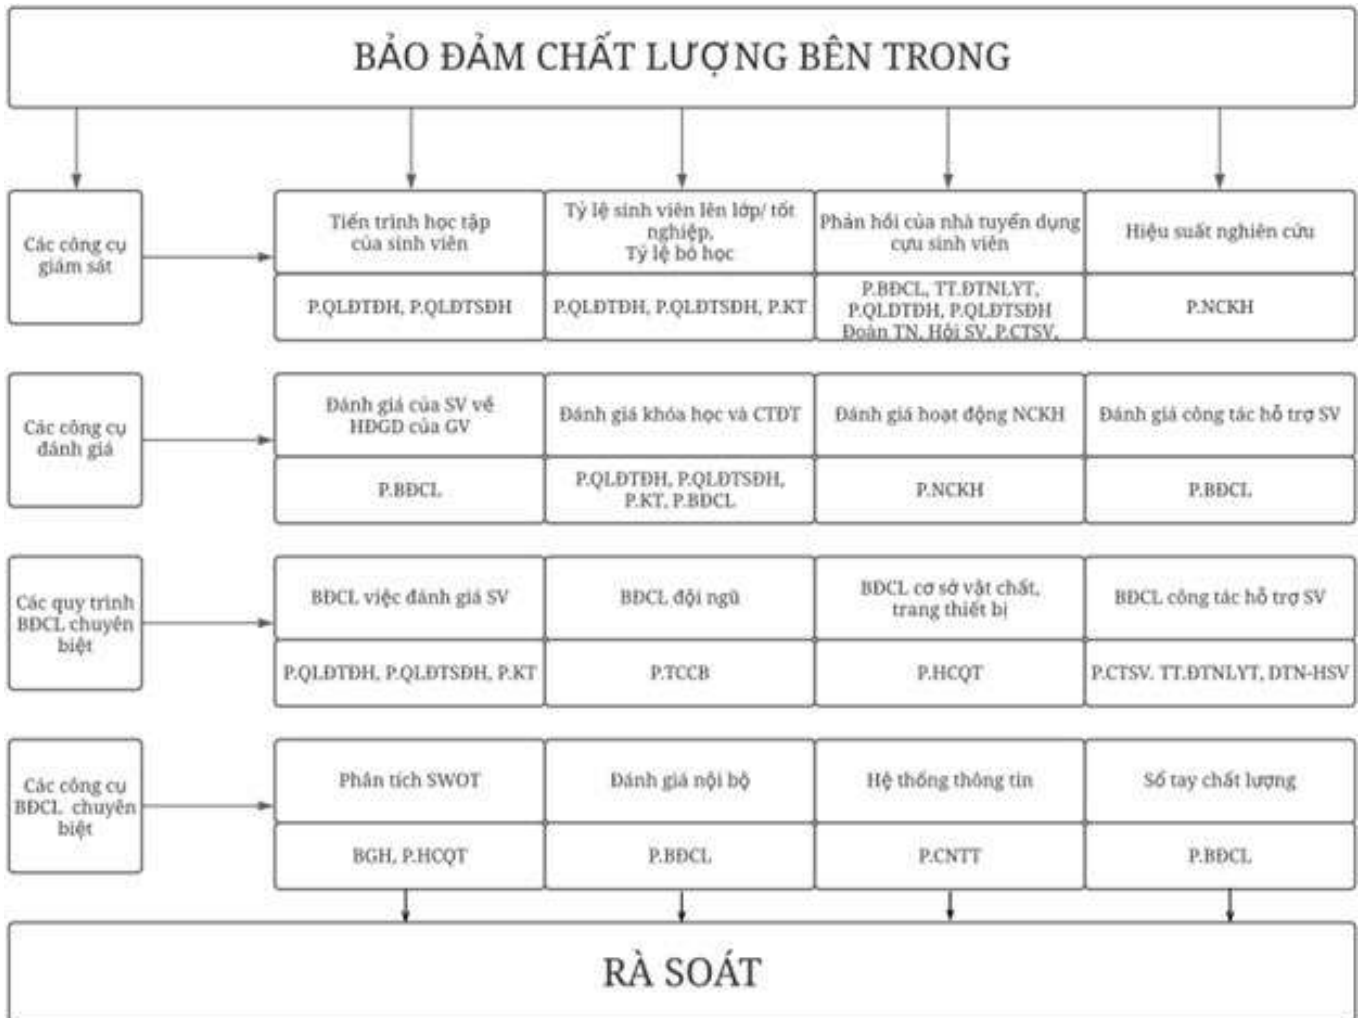 BẢO ĐẢM CHẤT LƯỢNG BÊN TRONG
Các công cụ
giám sát
Tiến trình học tập
của sinh viên
Tỷ lệ sinh viên lên lớp/ tốt
nghiệp,
Tỷ lệ bỏ học
Phản hồi của nhà tuyển dụng
cựu sinh viên
Hiệu suất nghiên cứu
P.QLĐTĐH, P.QLĐTSĐH
P.QLĐTĐH, P.QLĐTSĐH, P.KT
P.BĐCL, TT.ĐTNLYT,
P.QLDTĐH, P.QLĐTSĐH
Đoàn TN, Hội SV, P.CTSV,
P.NCKH
Các công cụ
đánh giá
Đánh giá của SV về
HĐGD của GV
Đánh giá khóa học và CTĐT
Đánh giá hoạt động NCKH
Đánh giá công tác hỗ trợ SV
P.BĐCL
P.QLĐTĐH, P.QLĐTSĐH,
P.KT, P.BĐCL
P.NCKH
P.BĐCL
Các quy trình
BĐCL chuyên
biệt
BĐCL việc đánh giá SV
BĐCL đội ngũ
BĐCL cơ sở vật chất,
trang thiết bị
BĐCL công tác hỗ trợ SV
P.QLĐTĐH, P.QLĐTSĐH, P.KT
P.TCCB
P.HCQT
P.CTSV. TT.ĐTNLYT, DTN-HSV
Các công cụ
BĐCL chuyên
biệt
Phân tích SWOT
Đánh giá nội bộ
Hệ thống thông tin
Sổ tay chất lượng
BGH, P.HCQT
P.BĐCL
P.CNTT
P.BĐCL
RÀ SOÁT